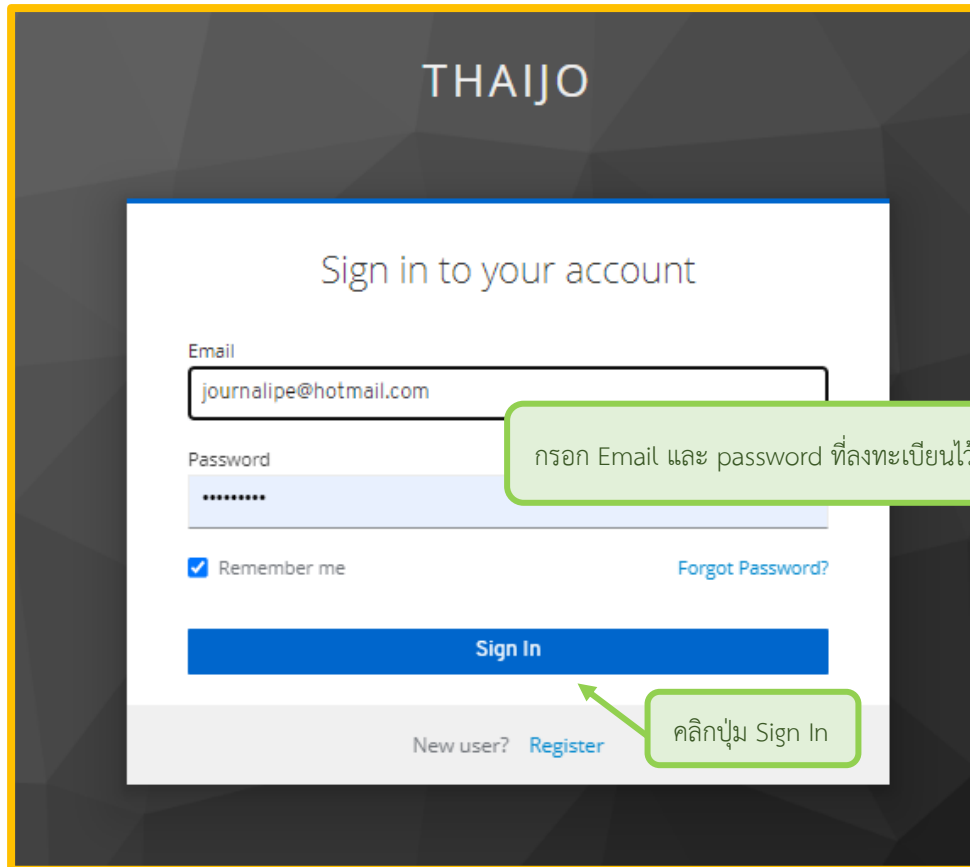 THAIJO
Sign in to your account
Email
journalipe@hotmail.com
กรอก Email และ password ที่ลงทะเบียนไว้
Password
•••••••••
Remember me
Forgot Password?
Sign In
คลิกปุ่ม Sign In
New user? Register